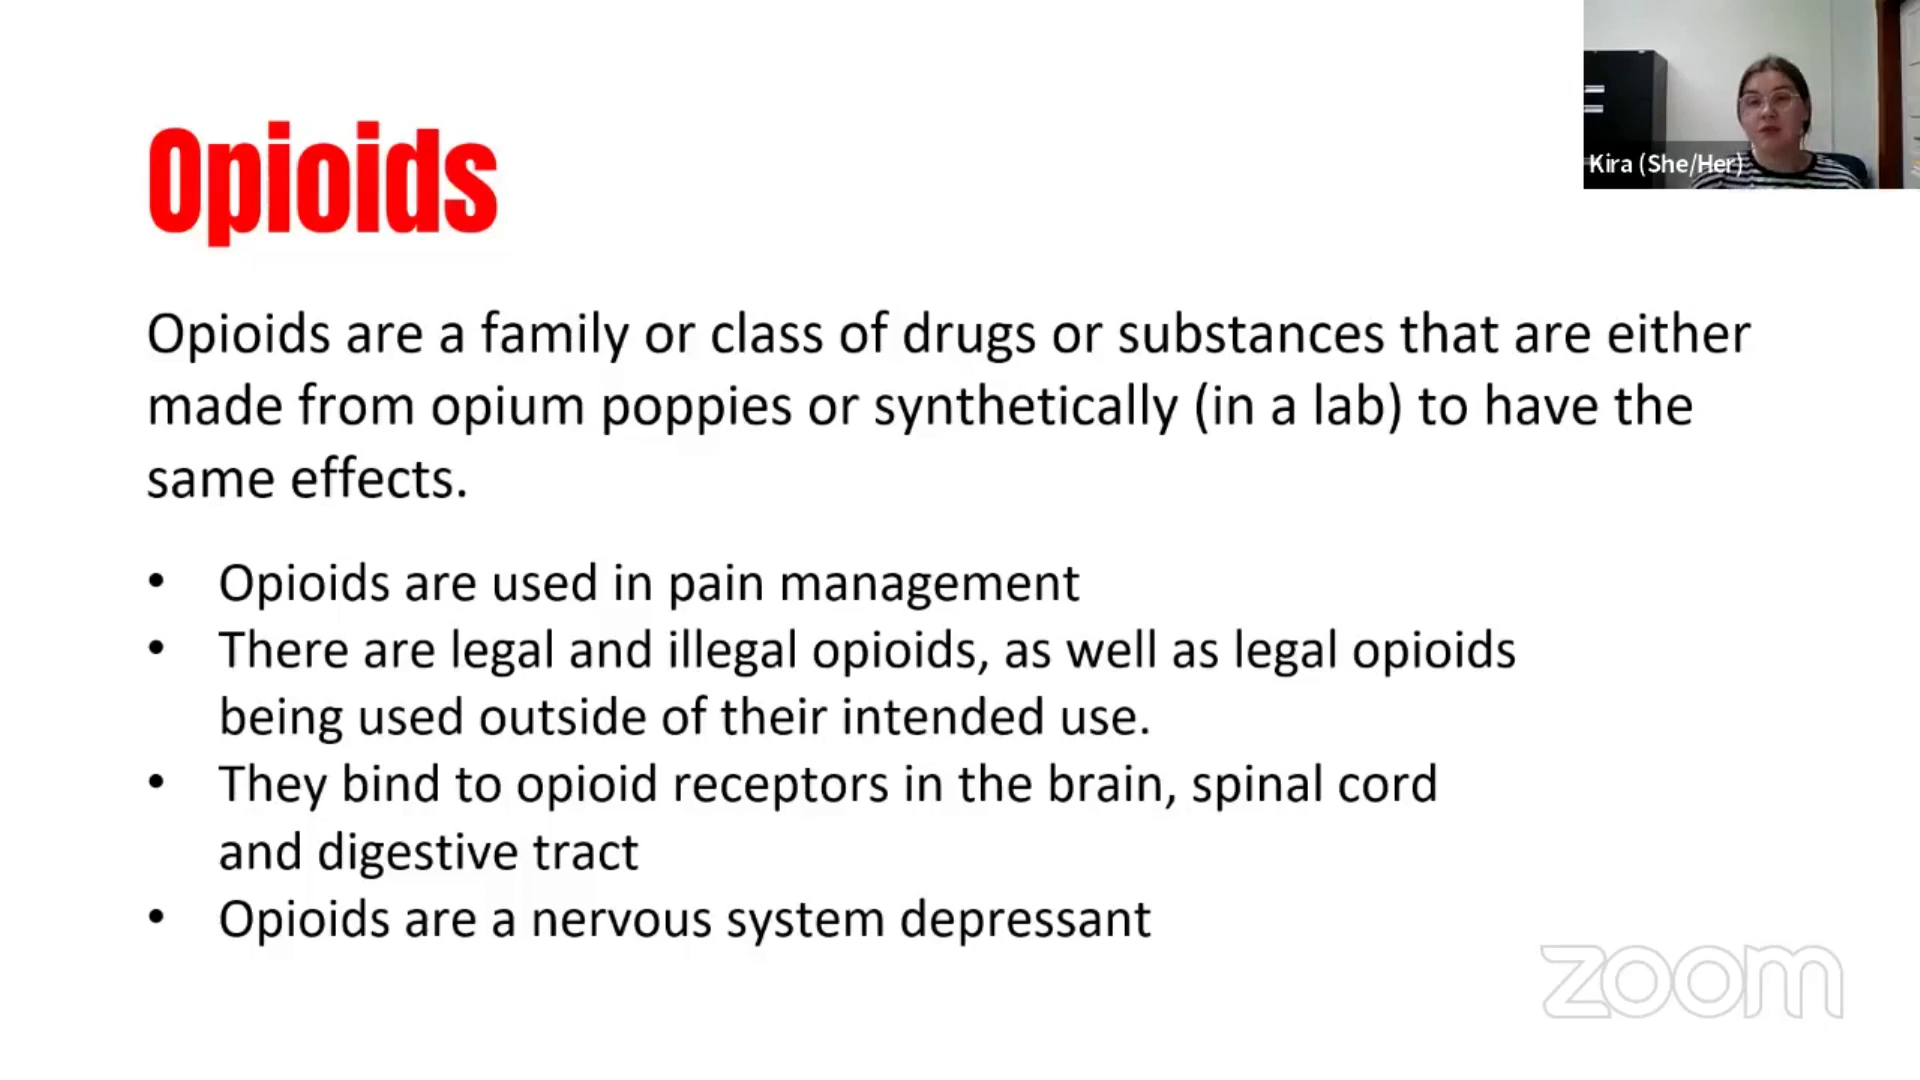 Opioids
Kira (She/Her)
Opioids are a family or class of drugs or substances that are either
made from opium poppies or synthetically (in a lab) to have the
same effects.
• Opioids are used in pain management
• There are legal and illegal opioids, as well as legal opioids
being used outside of their intended use.
• They bind to opioid receptors in the brain, spinal cord
and digestive tract
• Opioids are a nervous system depressant
zoom